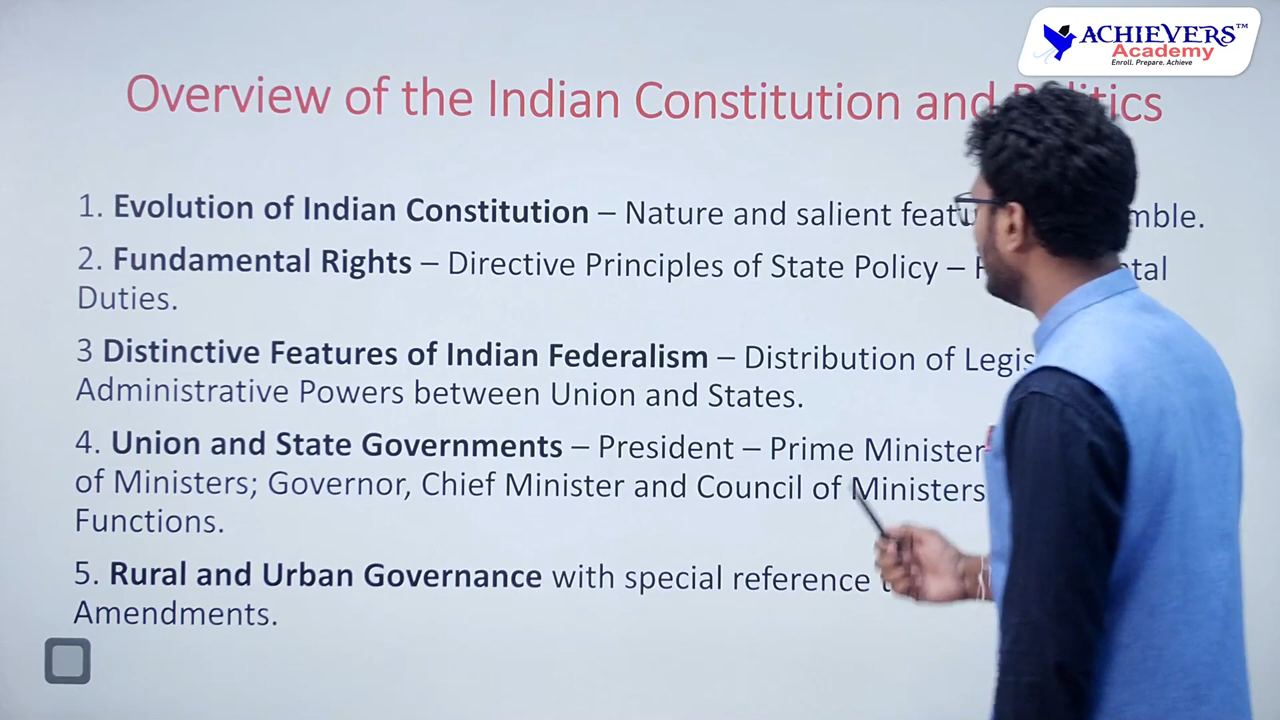 ACHIEVERS™
Academy
Enroll. Prepare. Achieve
Overview of the Indian Constitution and Politics
1. Evolution of Indian Constitution – Nature and salient
2. Fundamental Rights – Directive Principles of State Policy –
Duties.
3 Distinctive Features of Indian Federalism – Distribution of
Administrative Powers between Union and States.
4. Union and State Governments – President – Prime Minister
of Ministers; Governor, Chief Minister and Council of Ministers
Functions.
5. Rural and Urban Governance with special reference
Amendments.